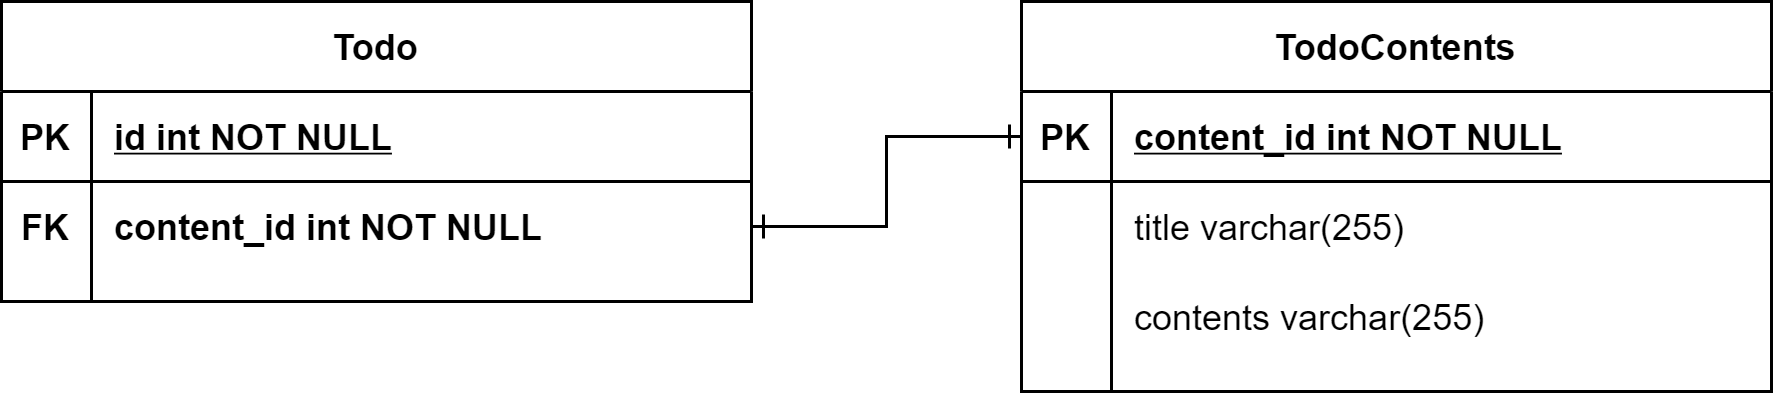 Todo
PK id int NOT NULL
FK content_id int NOT NULL
TodoContents
PK content_id int NOT NULL
title varchar(255)
contents varchar(255)